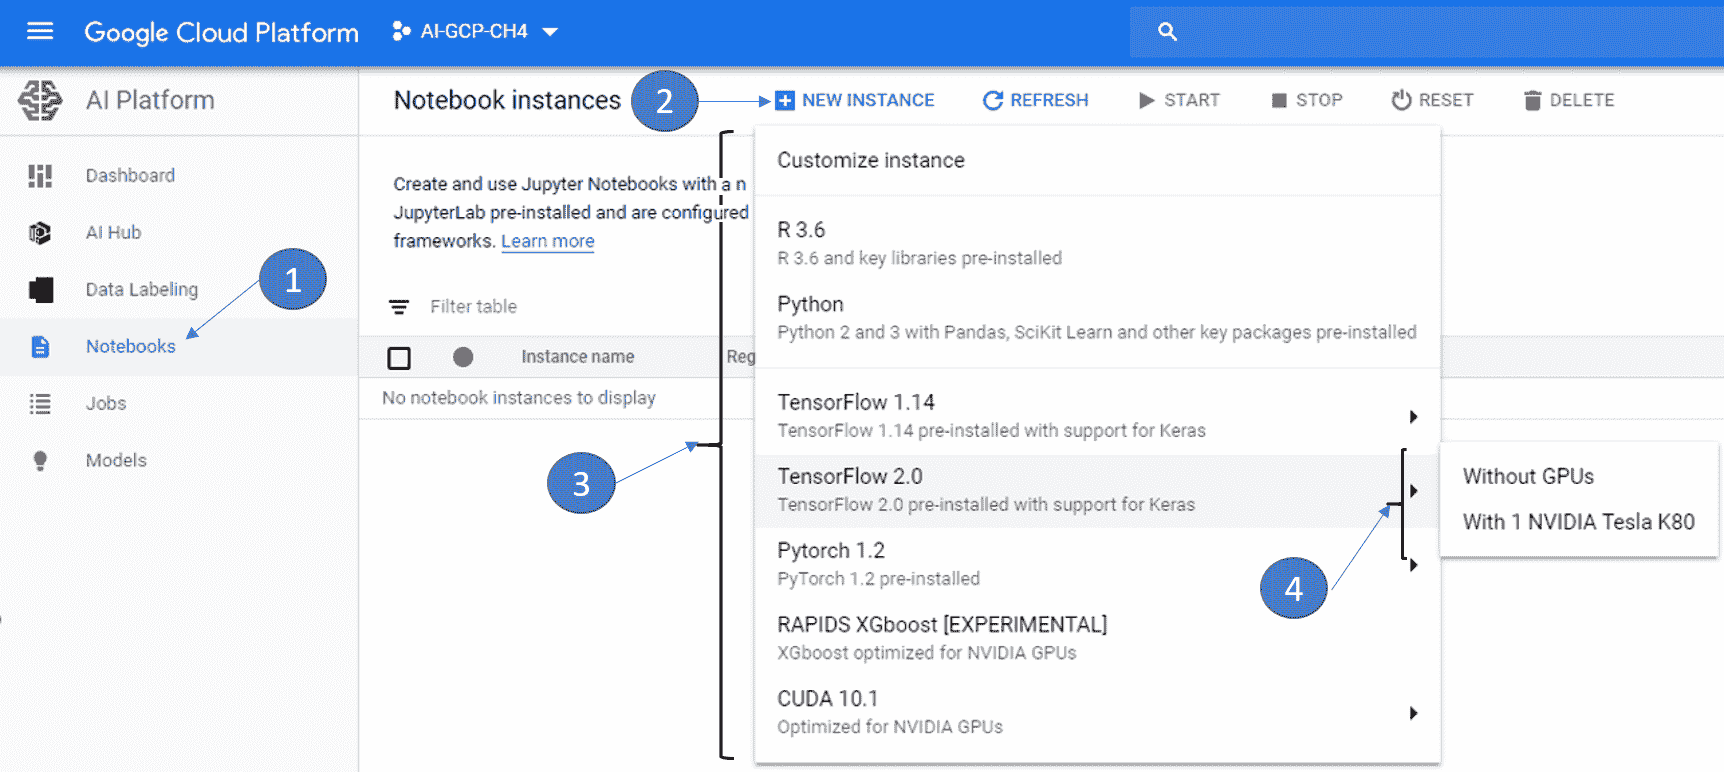 Google Cloud Platform
AI-GCP-CH4
AI Platform
Dashboard
AI Hub
Data Labeling
1
Notebooks
Jobs
Models
Notebook instances
2
NEW INSTANCE
REFRESH
START
STOP
RESET
DELETE
Create and use Jupyter Notebooks with a n
JupyterLab pre-installed and are configured
frameworks. Learn more
Filter table
Instance name
Reg
No notebook instances to display
3
Customize instance
R 3.6
R 3.6 and key libraries pre-installed
Python
Python 2 and 3 with Pandas, SciKit Learn and other key packages pre-installed
TensorFlow 1.14
TensorFlow 1.14 pre-installed with support for Keras
TensorFlow 2.0
TensorFlow 2.0 pre-installed with support for Keras
Pytorch 1.2
PyTorch 1.2 pre-installed
RAPIDS XGboost [EXPERIMENTAL]
XGboost optimized for NVIDIA GPUs
CUDA 10.1
Optimized for NVIDIA GPUs
4
Without GPUs
With 1 NVIDIA Tesla K80